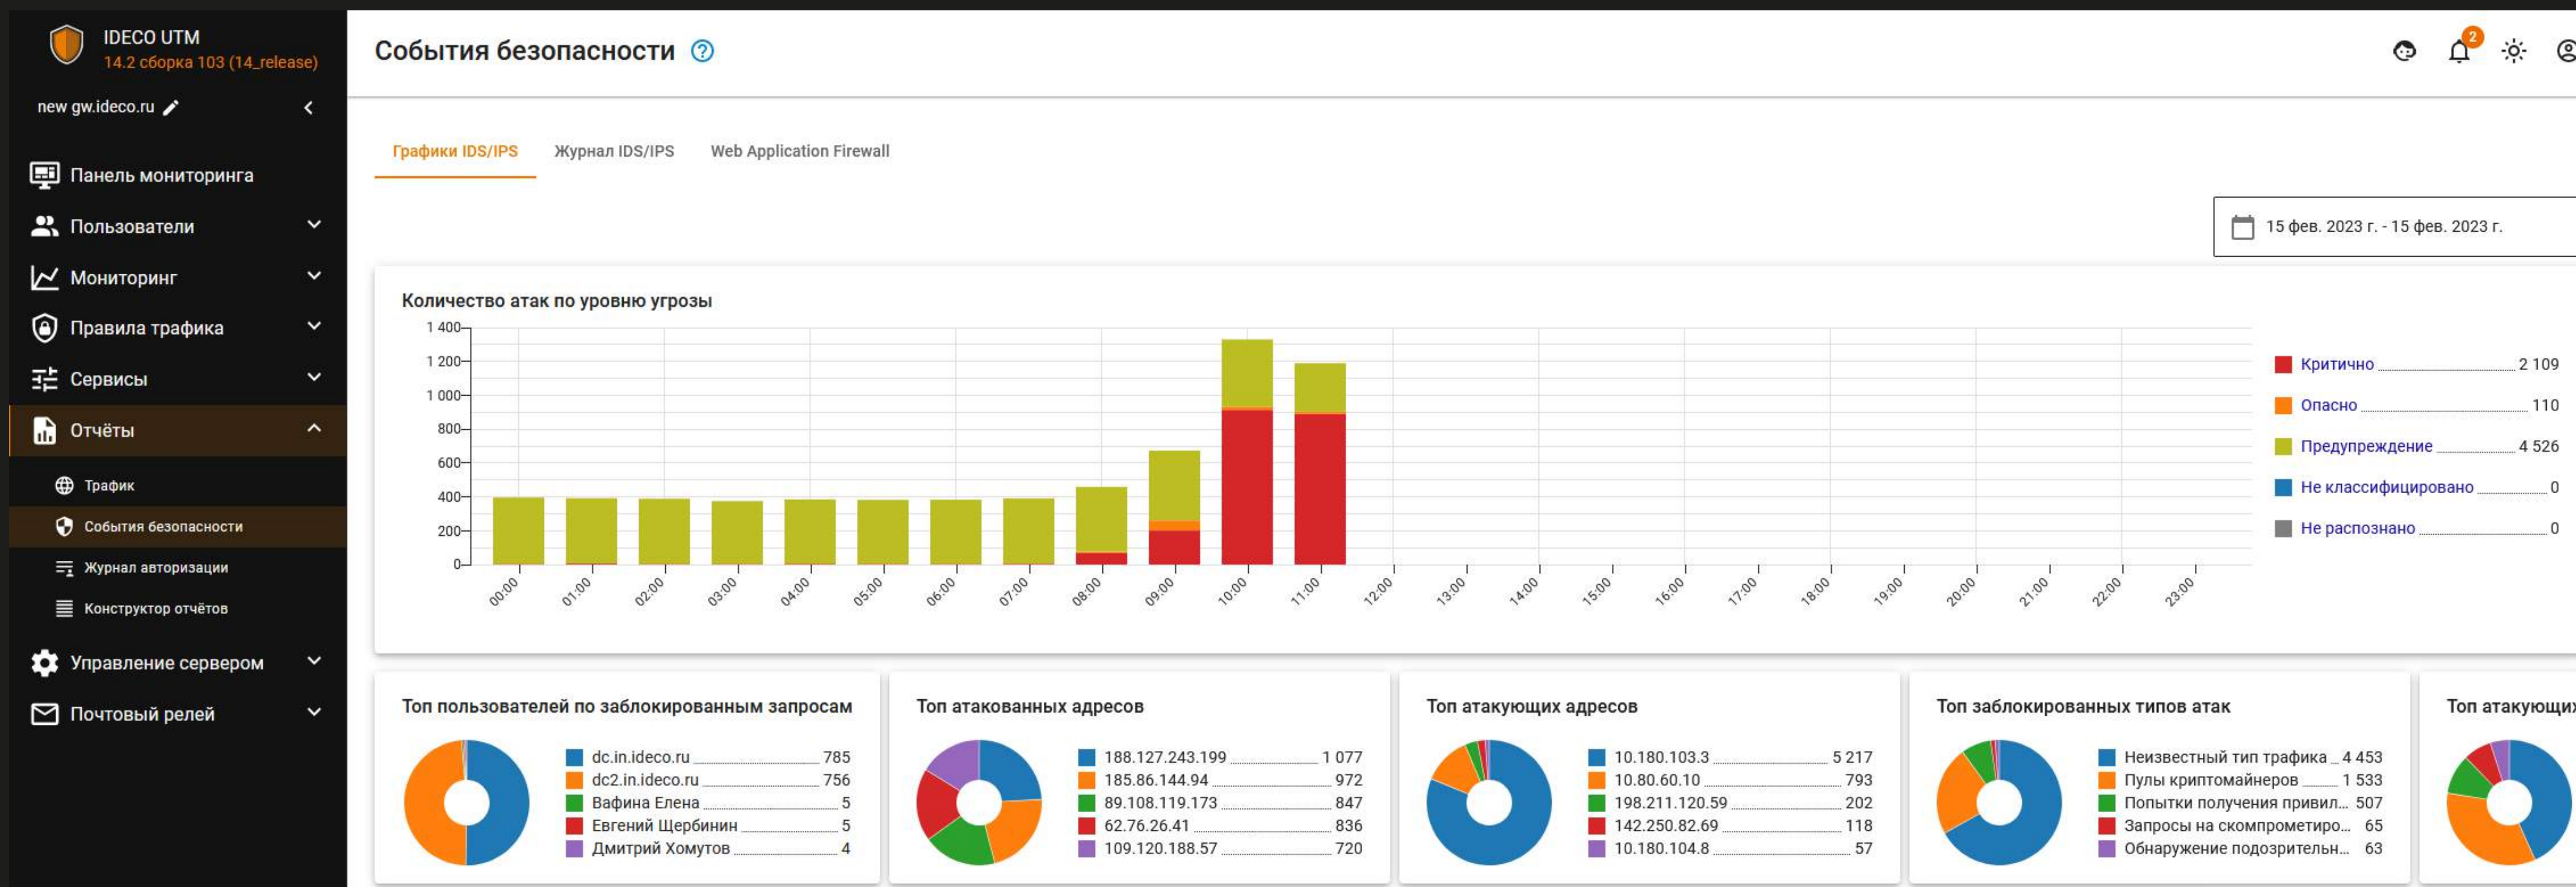 IDECO UTM
14.2 сборка 103 (14_release)
new gw.ideco.ru
Панель мониторинга
Пользователи
Мониторинг
Правила трафика
Сервисы
Отчёты
Трафик
События безопасности
Журнал авторизации
Конструктор отчётов
Управление сервером
Почтовый релей
События безопасности
2
Графики IDS/IPS Журнал IDS/IPS Web Application Firewall
15 фев. 2023 г. - 15 фев. 2023 г.
Количество атак по уровню угрозы
1 400
1 200
1 000
800
600
400
200
0
00:00 01:00 02:00 03:00 04:00 05:00 06:00 07:00 08:00 09:00 10:00 11:00 12:00 13:00 14:00 15:00 16:00 17:00 18:00 19:00 20:00 21:00 22:00 23:00
Критично 2 109
Опасно 110
Предупреждение 4 526
Не классифицировано 0
Не распознано 0
Топ пользователей по заблокированным запросам
dc.in.ideco.ru 785
dc2.in.ideco.ru 756
Вафина Елена 5
Евгений Щербинин 5
Дмитрий Хомутов 4
Топ атакованных адресов
188.127.243.199 1 077
185.86.144.94 972
89.108.119.173 847
62.76.26.41 836
109.120.188.57 720
Топ атакующих адресов
10.180.103.3 5 217
10.80.60.10 793
198.211.120.59 202
142.250.82.69 118
10.180.104.8 57
Топ заблокированных типов атак
Неизвестный тип трафика 4 453
Пулы криптомайнеров 1 533
Попытки получения привил... 507
Запросы на скомпрометиро... 65
Обнаружение подозрительн... 63
Топ атакующих